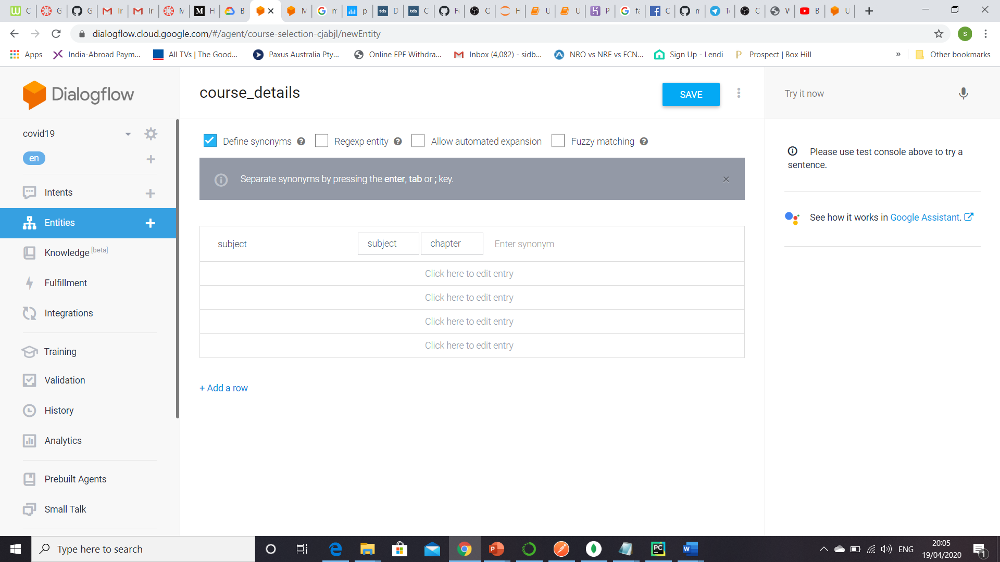 C G G Ir Ir M H B M m p D C F C H U U P fa C m T C V B U
dialogflow.cloud.google.com/#/agent/course-selection-cjabjl/newEntity
s
Apps India-Abroad Paym... All TVs | The Good... Paxus Australia Pty... Online EPF Withdra... Inbox (4,082) - sidb... NRO vs NRE vs FCN... Sign Up - Lendi Prospect | Box Hill » Other bookmarks
Dialogflow
course_details
SAVE
Try it now
covid19
en
Define synonyms Regexp entity Allow automated expansion Fuzzy matching
Separate synonyms by pressing the enter, tab or ; key.
Please use test console above to try a
sentence.
Intents
Entities
Knowledge [beta]
Fulfillment
Integrations
Training
Validation
History
Analytics
Prebuilt Agents
Small Talk
subject subject chapter Enter synonym
Click here to edit entry
Click here to edit entry
Click here to edit entry
Click here to edit entry
+ Add a row
See how it works in Google Assistant.
Type here to search
ENG
20:05
19/04/2020
1